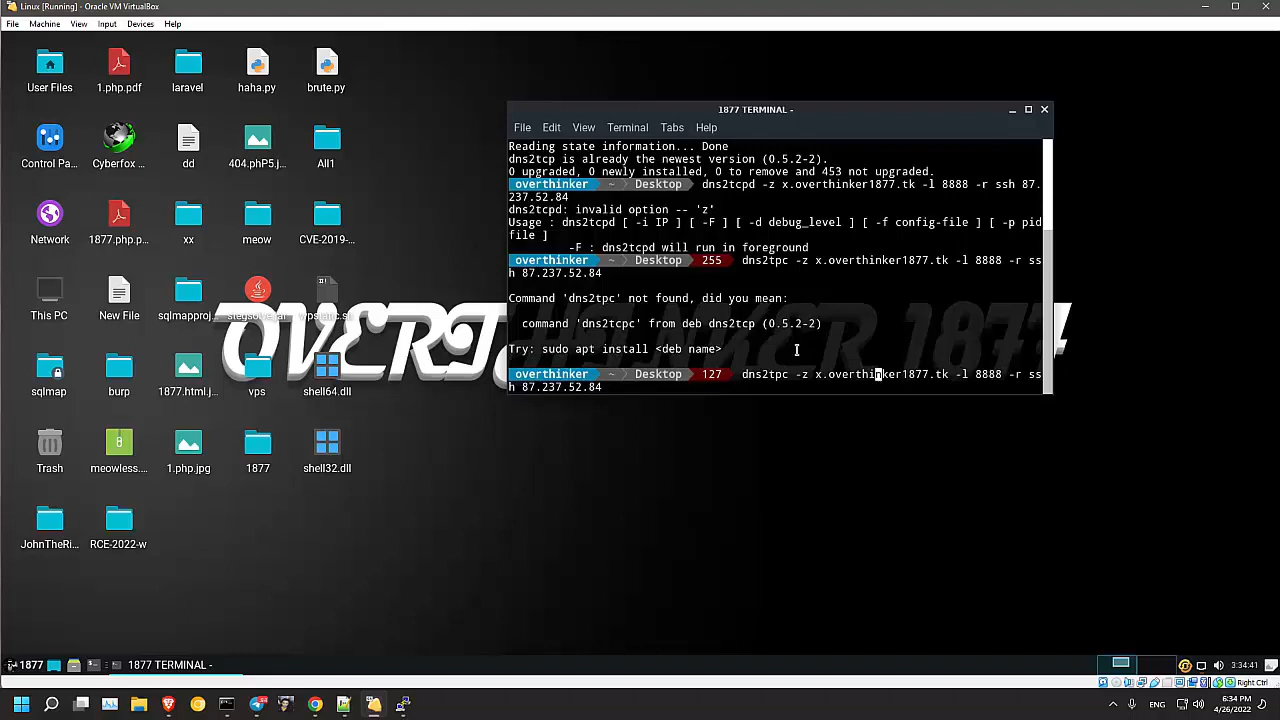 Linux [Running] - Oracle VM VirtualBox
File Machine View Input Devices Help
User Files
1.php.pdf
laravel
haha.py
brute.py
Control Pa...
Cyberfox ...
dd
404.phP5.j...
All1
Network
1877.php.p...
xx
meow
CVE-2019-...
This PC
New File
sqlmapproj...
stegsolve.jar
sqlmap
burp
1877.html.j...
vps
shell64.dll
Trash
meowless....
1.php.jpg
1877
shell32.dll
JohnTheRi...
RCE-2022-w
1877 TERMINAL -
File Edit View Terminal Tabs Help
Reading state information... Done
dns2tcp is already the newest version (0.5.2-2).
0 upgraded, 0 newly installed, 0 to remove and 453 not upgraded.
overthinker ~ Desktop dns2tcpd -z x.overthinker1877.tk -l 8888 -r ssh 87.
237.52.84
dns2tcpd: invalid option -- 'z'
Usage : dns2tcpd [ -i IP ] [ -F ] [ -d debug_level ] [ -f config-file ] [ -p pid
file ]
-F : dns2tcpd will run in foreground
overthinker ~ Desktop 255 dns2tpc -z x.overthinker1877.tk -l 8888 -r ss
h 87.237.52.84
Command 'dns2tpc' not found, did you mean:
command 'dns2tcpc' from deb dns2tcp (0.5.2-2)
Try: sudo apt install <deb name>
overthinker ~ Desktop 127 dns2tpc -z x.overthinker1877.tk -l 8888 -r ss
h 87.237.52.84
1877
1877 TERMINAL -
3:34:41
Right Ctrl
ENG
6:34 PM
4/26/2022